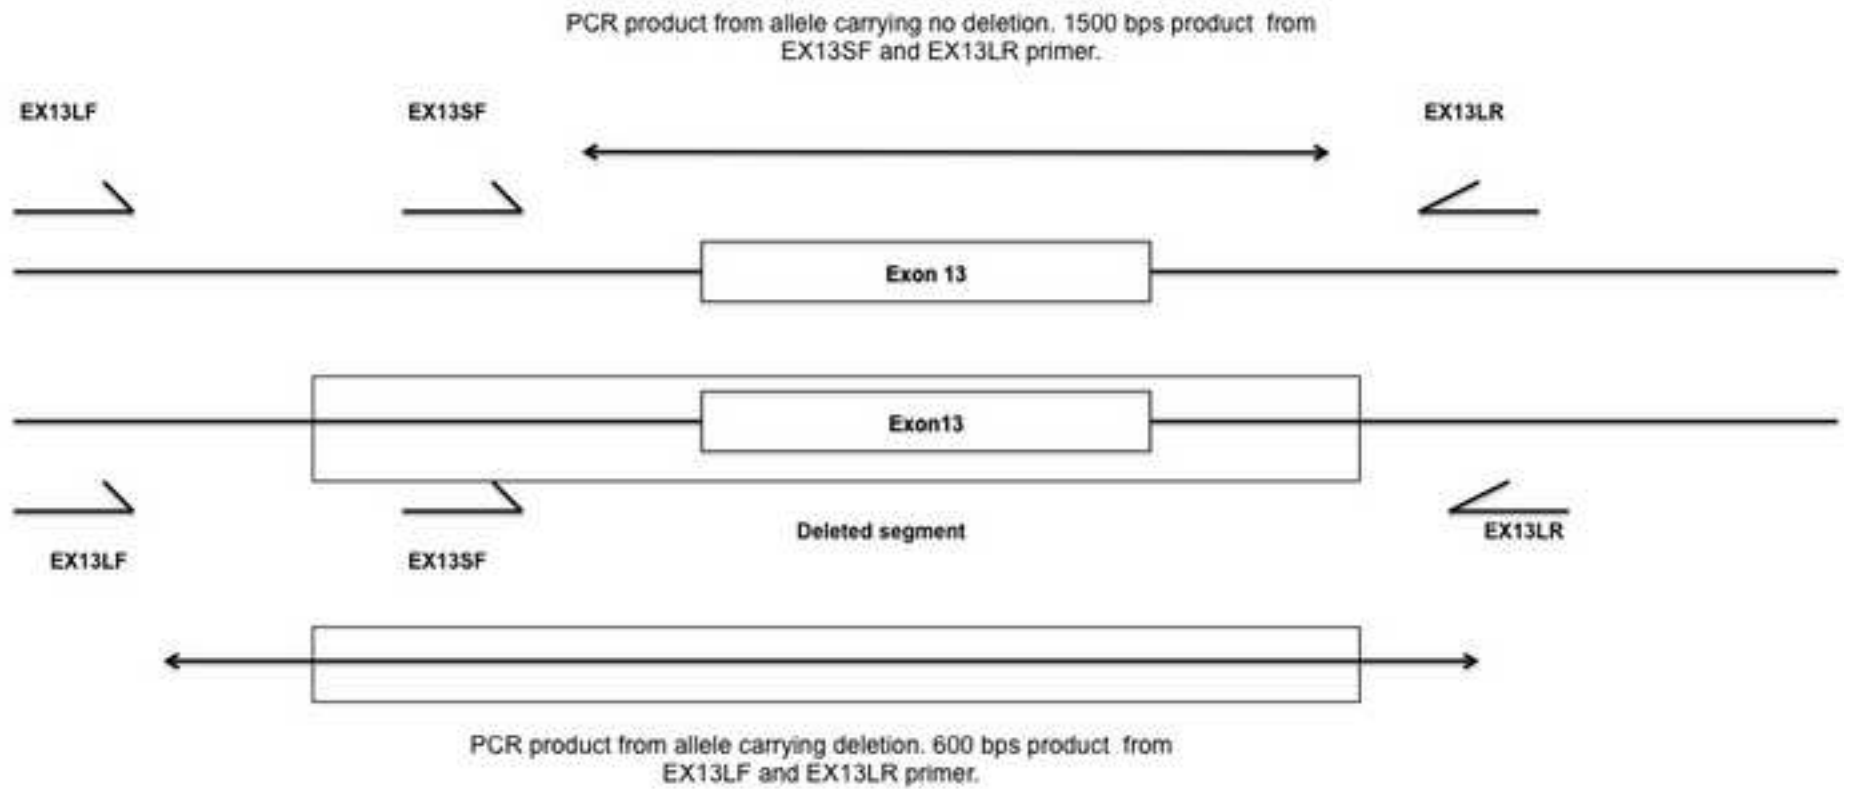 PCR product from allele carrying no deletion. 1500 bps product from
EX13SF and EX13LR primer.
EX13LF
EX13SF
EX13LR
Exon 13
Exon13
Deleted segment
EX13LR
EX13LF
EX13SF
PCR product from allele carrying deletion. 600 bps product from
EX13LF and EX13LR primer.